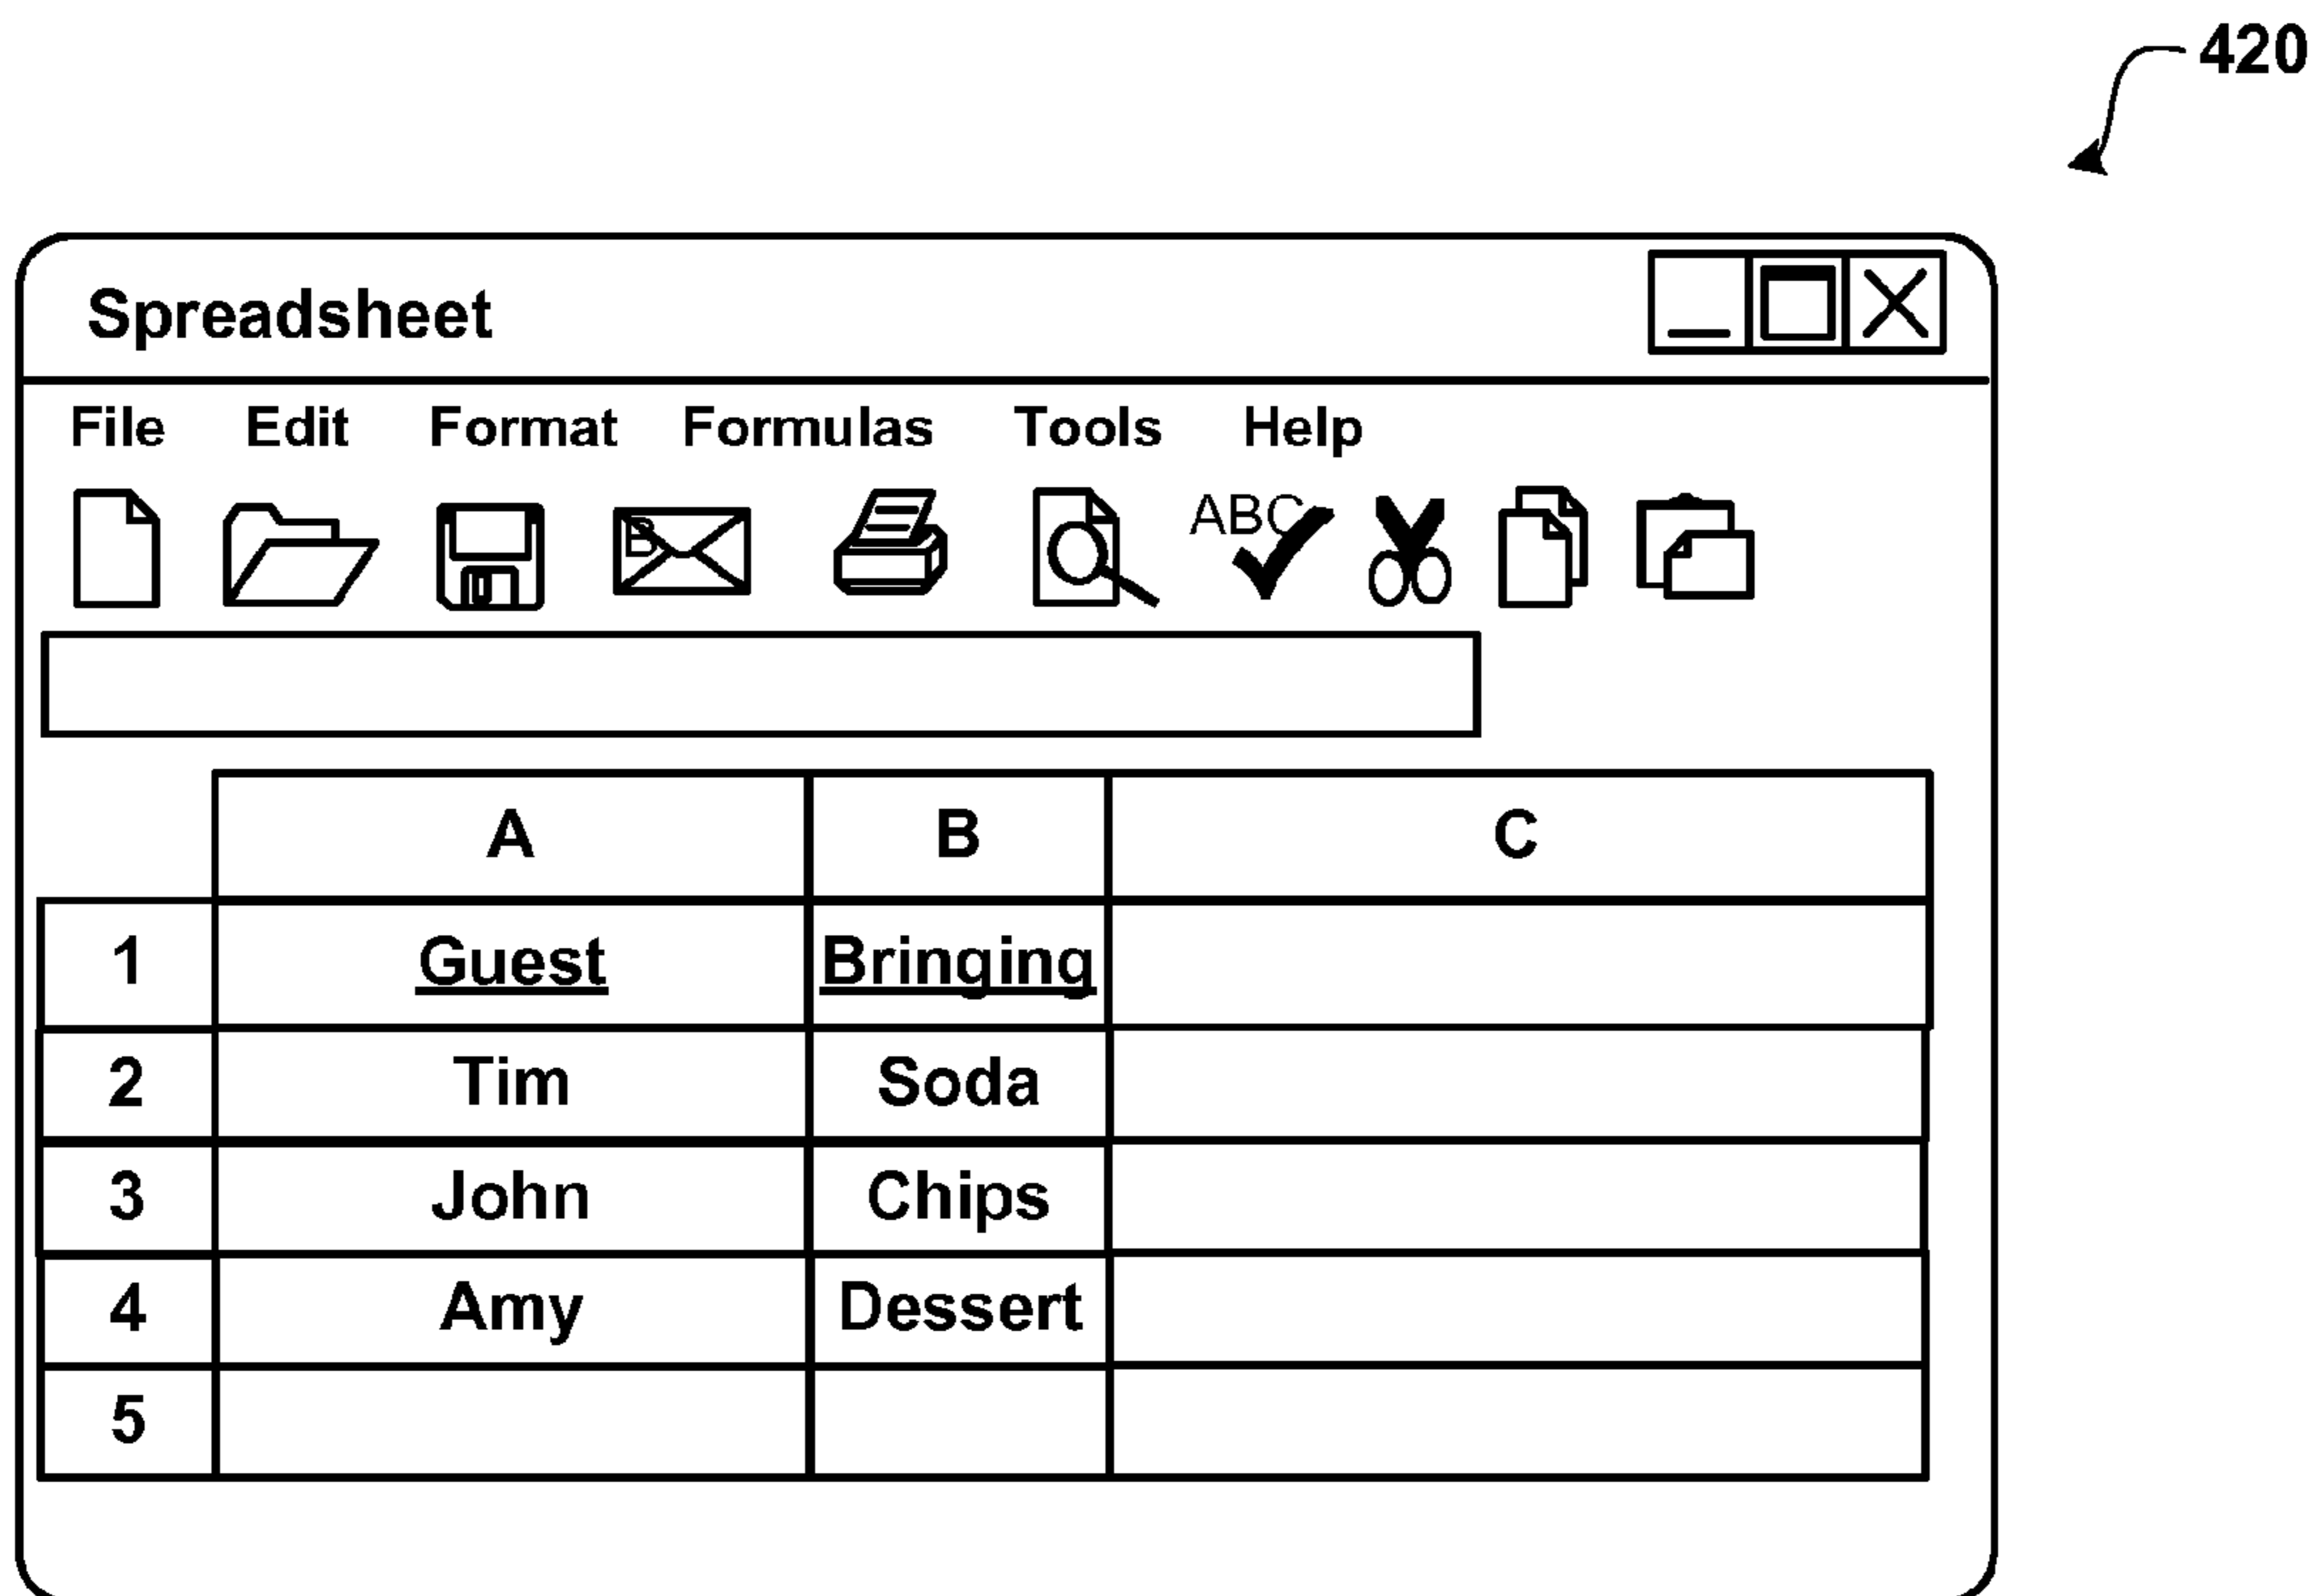 420
Spreadsheet
File Edit Format Formulas Tools Help
B ABC
A B C
1 Guest Bringing
2 Tim Soda
3 John Chips
4 Amy Dessert
5